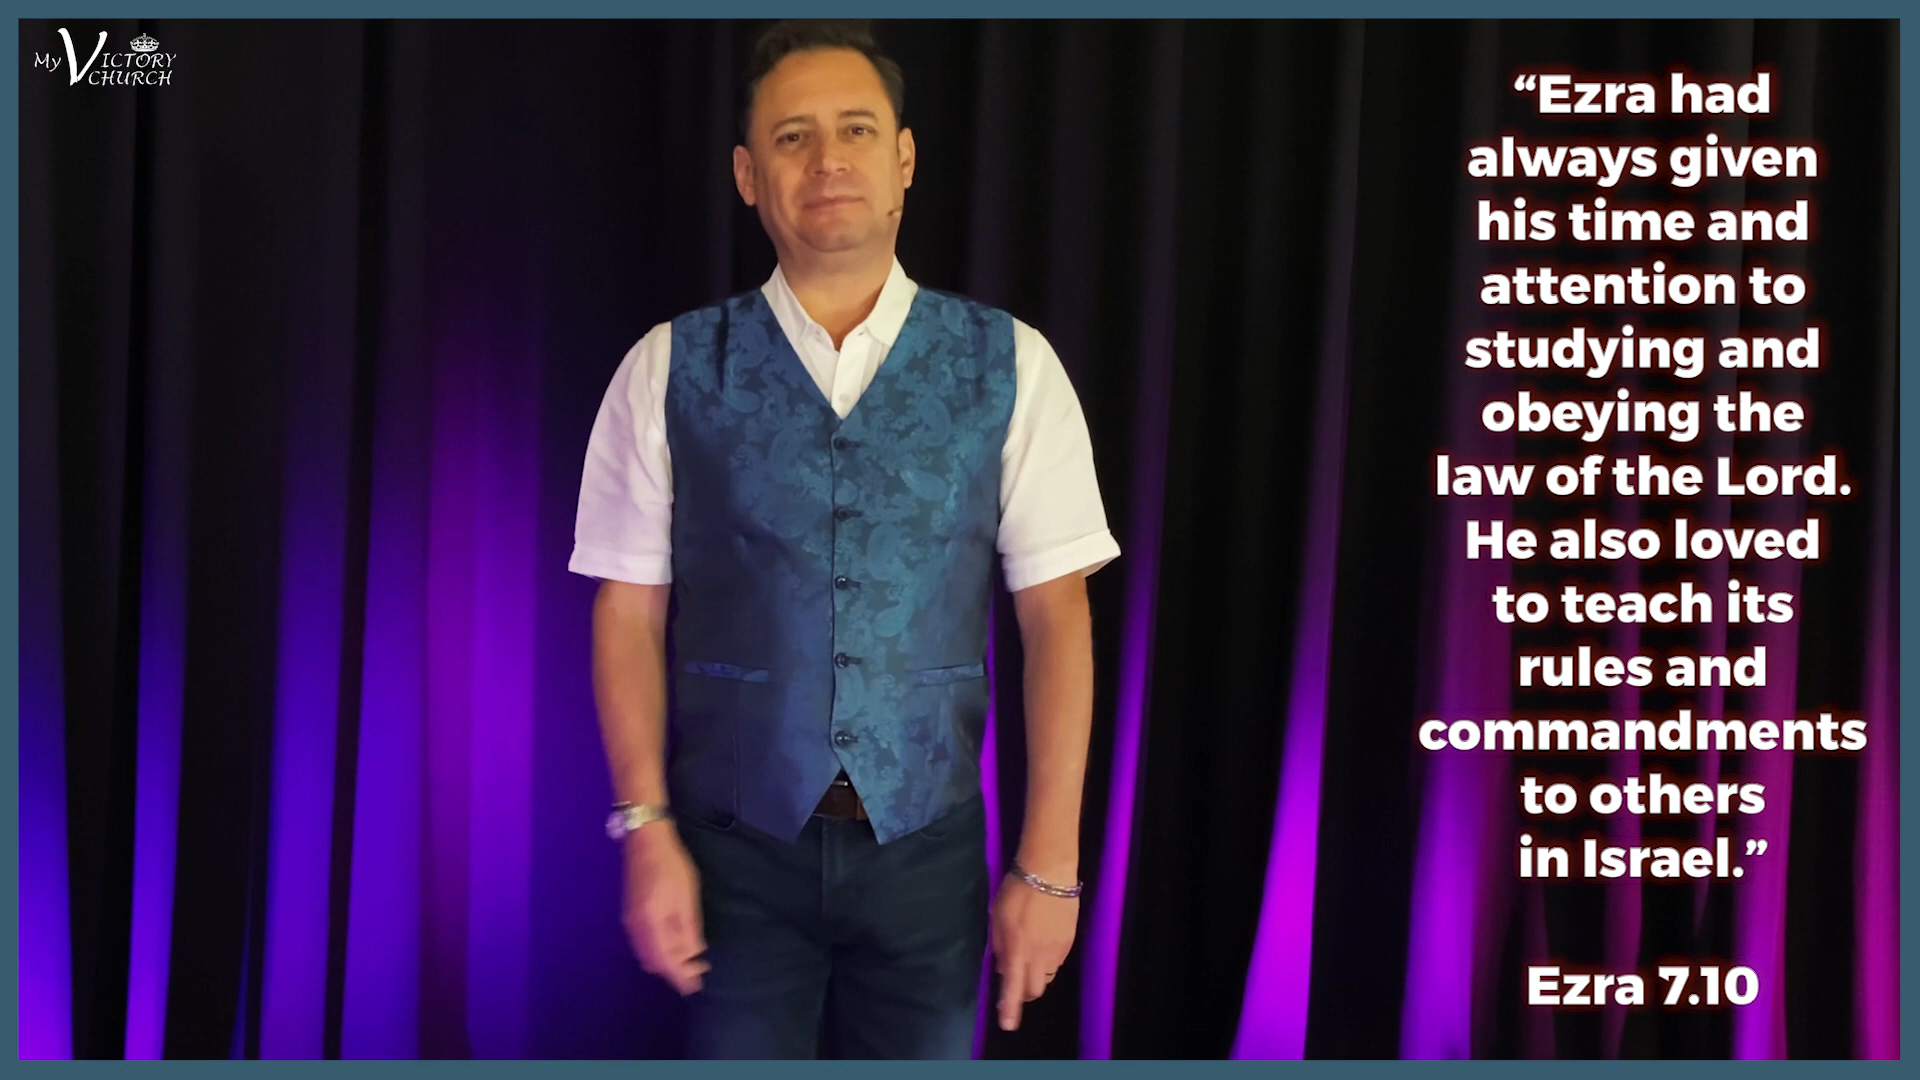 My VICTORY
CHURCH
“Ezra had
always given
his time and
attention to
studying and
obeying the
law of the Lord.
He also loved
to teach its
rules and
commandments
to others
in Israel.”
Ezra 7.10